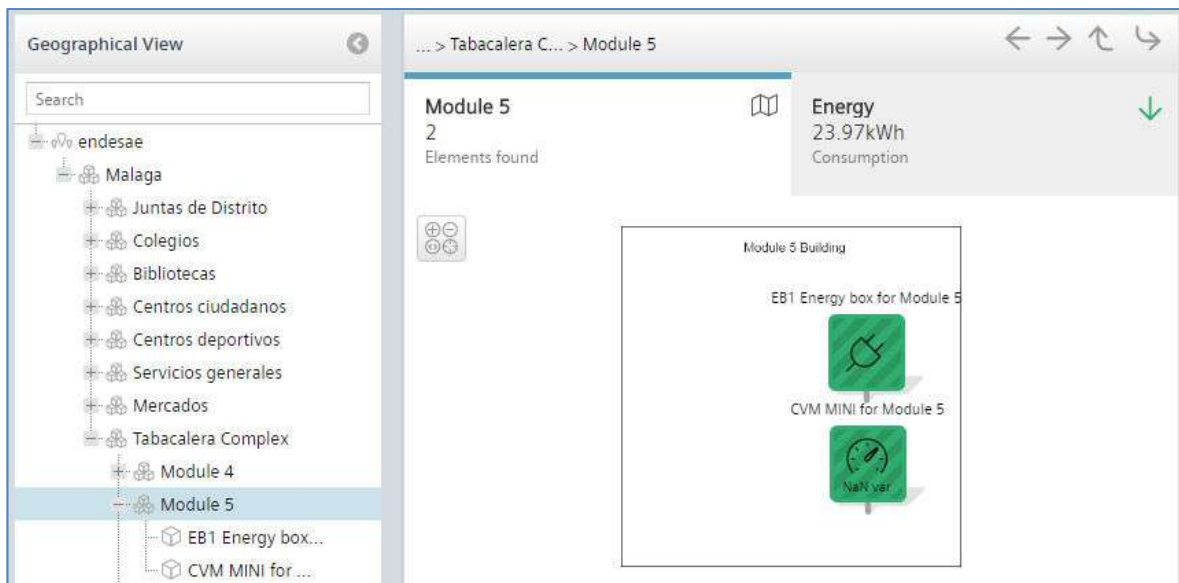 Geographical View
Search
endesae
Malaga
Juntas de Distrito
Colegios
Bibliotecas
Centros ciudadanos
Centros deportivos
Servicios generales
Mercados
Tabacalera Complex
Module 4
Module 5
EB1 Energy box...
CVM MINI for ...
... > Tabacalera C... > Module 5
Module 5
2
Elements found
Energy
23.97kWh
Consumption
Module 5 Building
EB1 Energy box for Module 5
CVM MINI for Module 5
NaN var